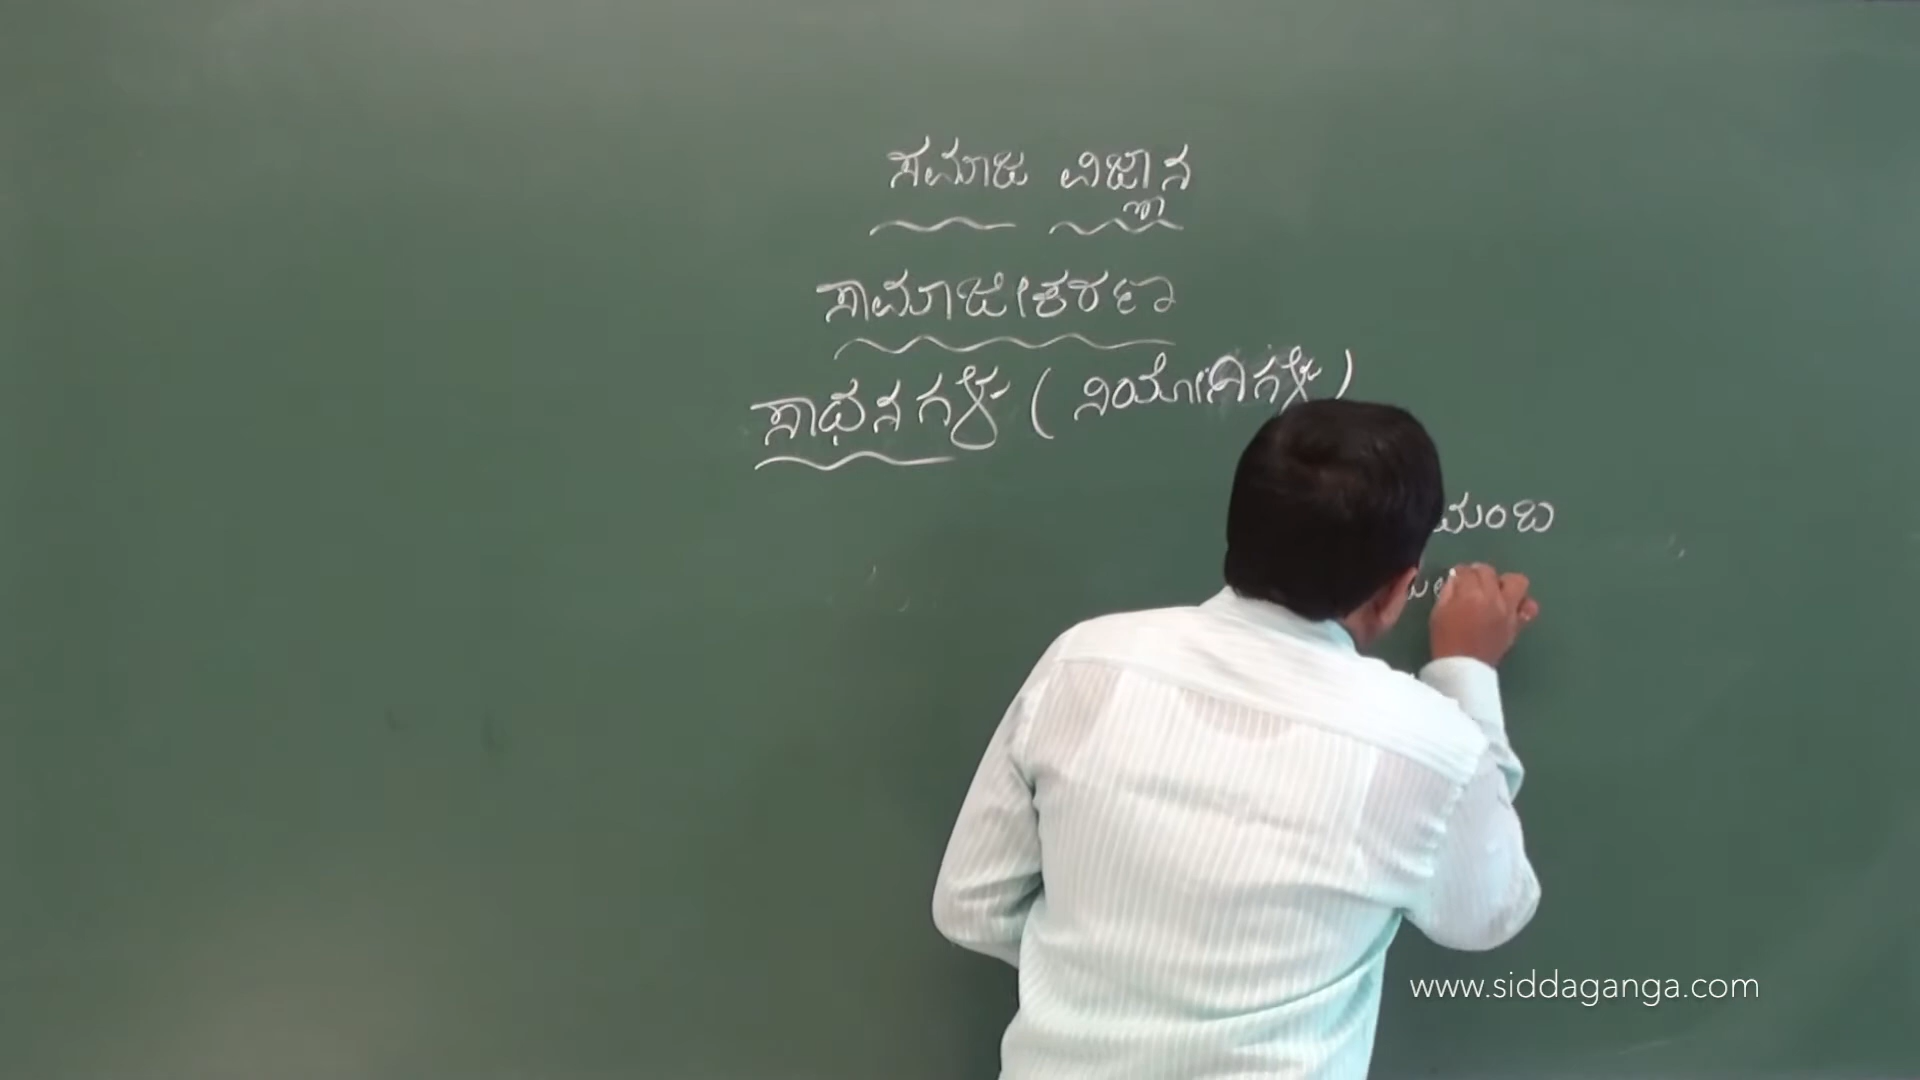 ಸಮಾಜ ವಿಜ್ಞಾನ
ಸಾಮಾಜೀಕರಣ
ಸಾಧನಗಳು ( ನಿಯೋಗಿಗಳು )
www.siddaganga.com